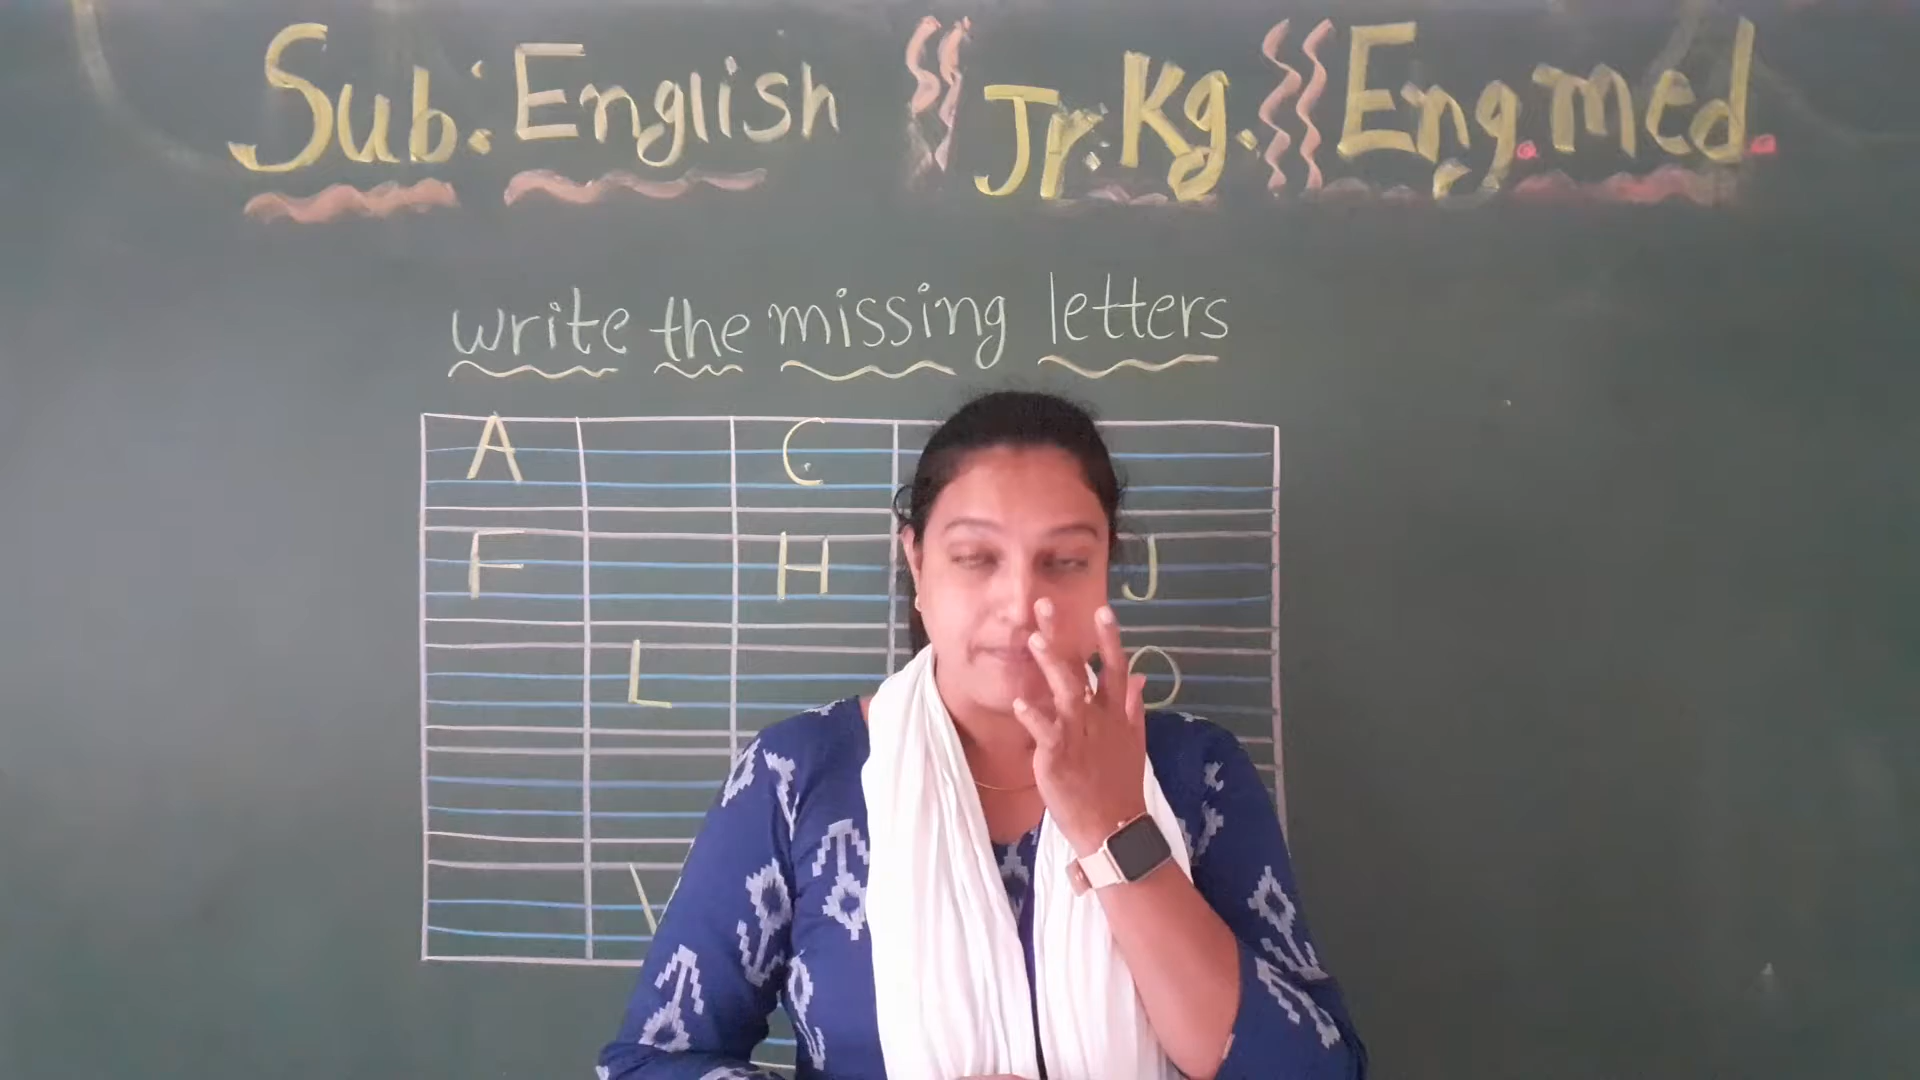 Sub: English Jr. Kg. Eng. med.
write the missing letters
A C
F H J
L O